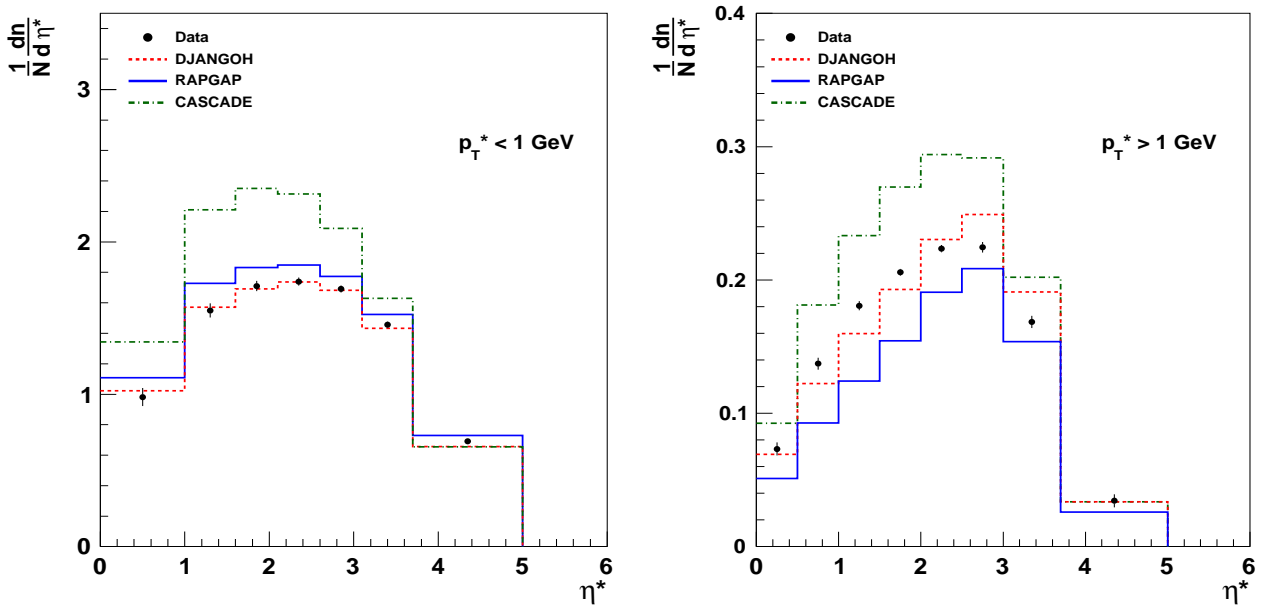 1 dn
N d η*
Data
DJANGOH
RAPGAP
CASCADE
p_T* < 1 GeV
3
2
1
0
0 1 2 3 4 5 6
η*
1 dn
N d η*
0.4
Data
DJANGOH
RAPGAP
CASCADE
p_T* > 1 GeV
0.3
0.2
0.1
0
0 1 2 3 4 5 6
η*